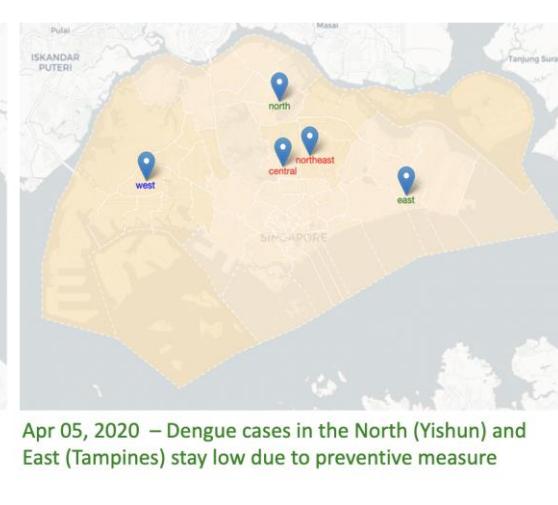 Pulai
Masai
ISKANDAR
PUTERI
Tanjung Sura
north
northeast
central
west
east
SINGAPORE
Apr 05, 2020 – Dengue cases in the North (Yishun) and
East (Tampines) stay low due to preventive measure